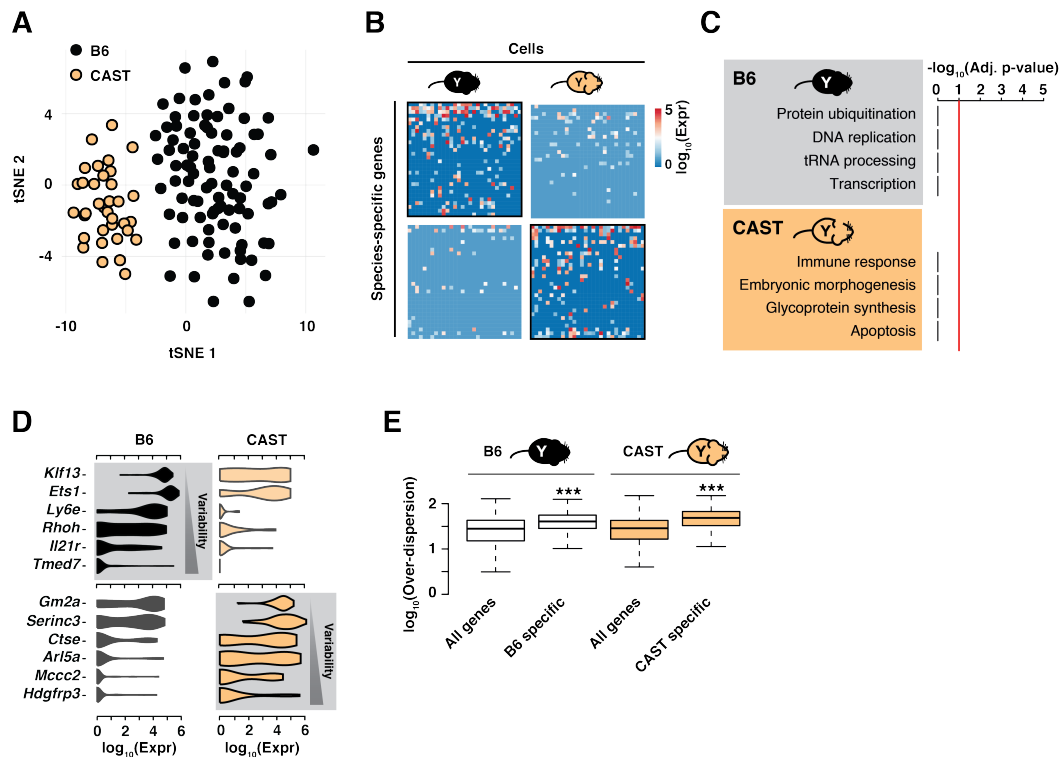 A
B6
CAST
tSNE 2
4
0
-4
-10
0
10
tSNE 1
B
Cells
Y
Y
Species-specific genes
5
0
log10(Expr)
C
-log10(Adj. p-value)
0 1 2 3 4 5
B6
Y
Protein ubiquitination
DNA replication
tRNA processing
Transcription
CAST
Y
Immune response
Embryonic morphogenesis
Glycoprotein synthesis
Apoptosis
D
B6
CAST
Klf13
Ets1
Ly6e
Rhoh
Il21r
Tmed7
Variability
Gm2a
Serinc3
Ctse
Arl5a
Mccc2
Hdgfrp3
Variability
0 2 4 6
log10(Expr)
0 2 4 6
log10(Expr)
E
B6
Y
CAST
Y
***
***
log10(Over-dispersion)
2
1
0
All genes
B6 specific
All genes
CAST specific